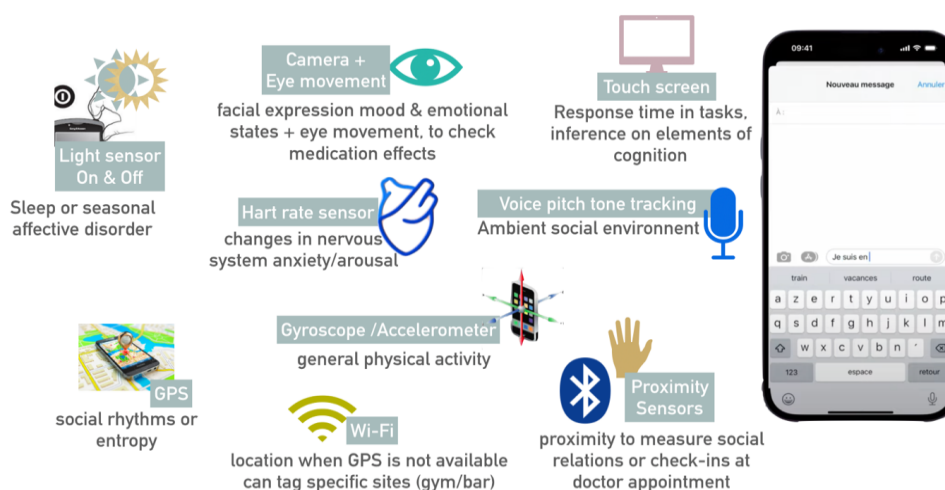 Light sensor
On & Off
Sleep or seasonal
affective disorder
Camera +
Eye movement
facial expression mood & emotional
states + eye movement, to check
medication effects
Touch screen
Response time in tasks,
inference on elements of
cognition
Hart rate sensor
changes in nervous
system anxiety/arousal
Voice pitch tone tracking
Ambient social environnent
Gyroscope /Accelerometer
general physical activity
GPS
social rhythms or
entropy
Wi-Fi
location when GPS is not available
can tag specific sites (gym/bar)
Proximity
Sensors
proximity to measure social
relations or check-ins at
doctor appointment
09:41
Nouveau message
Annuler
À :
Je suis en
train vacances route
a z e r t y u i o p
q s d f g h j k l m
w x c v b n ´
123 espace retour